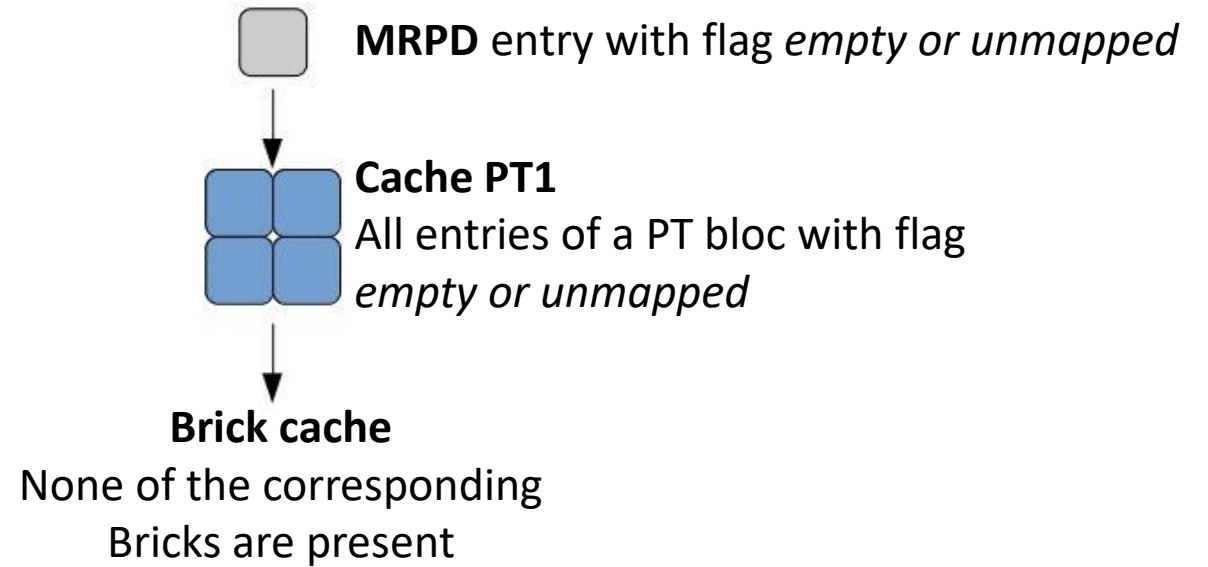 MRPD entry with flag empty or unmapped
Cache PT1
All entries of a PT bloc with flag
empty or unmapped
Brick cache
None of the corresponding
Bricks are present